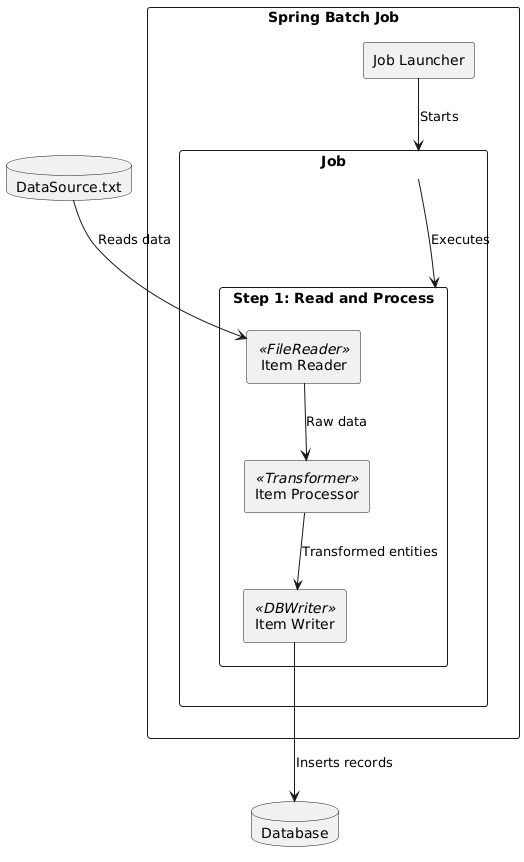 Spring Batch Job
Job Launcher
Starts
Job
DataSource.txt
Reads data
Executes
Step 1: Read and Process
«FileReader»
Item Reader
Raw data
«Transformer»
Item Processor
Transformed entities
«DBWriter»
Item Writer
Inserts records
Database